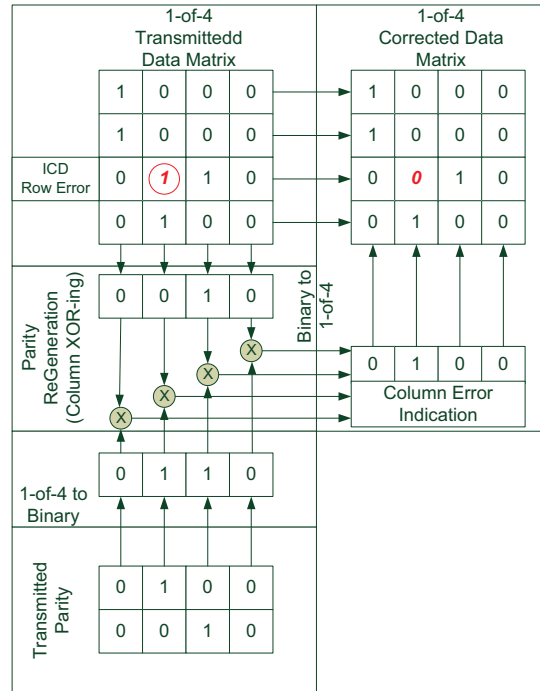 1-of-4
Transmittedd
Data Matrix
1-of-4
Corrected Data
Matrix
1 0 0 0
1 0 0 0
1 0 0 0
1 0 0 0
ICD
Row Error
0 1 1 0
0 0 1 0
0 1 0 0
0 1 0 0
Parity
ReGeneration
(Column XOR-ing)
0 0 1 0
Binary to
1-of-4
X
X
X
X
0 1 0 0
Column Error
Indication
1-of-4 to
Binary
0 1 1 0
Transmitted
Parity
0 1 0 0
0 0 1 0